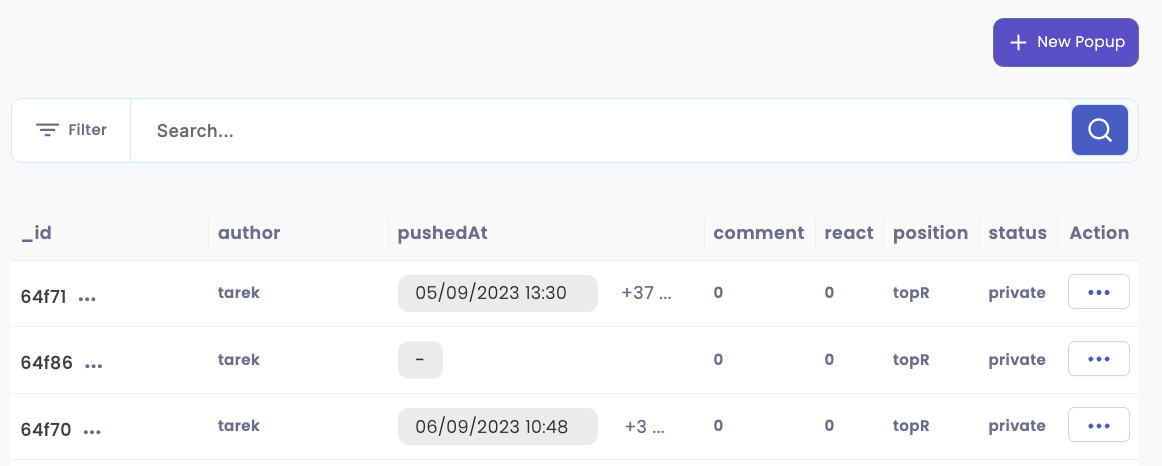 New Popup
Filter Search...
_id author pushedAt comment react position status Action
64f71 ... tarek 05/09/2023 13:30 +37 ... 0 0 topR private ...
64f86 ... tarek - 0 0 topR private ...
64f70 ... tarek 06/09/2023 10:48 +3 ... 0 0 topR private ...